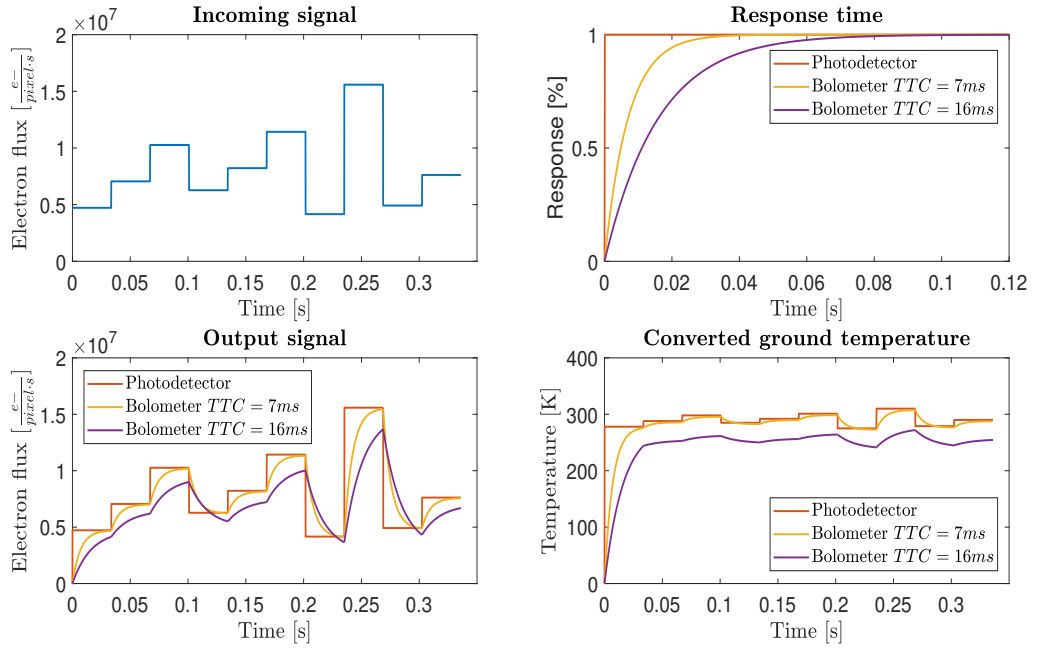 Incoming signal
×10^7
Electron flux [e−/pixel·s]
2
1.5
1
0.5
0
0 0.05 0.1 0.15 0.2 0.25 0.3
Time [s]
Response time
Response [%]
1
0.5
0
Photodetector
Bolometer TTC = 7ms
Bolometer TTC = 16ms
0 0.02 0.04 0.06 0.08 0.1 0.12
Time [s]
Output signal
×10^7
Electron flux [e−/pixel·s]
2
1.5
1
0.5
0
Photodetector
Bolometer TTC = 7ms
Bolometer TTC = 16ms
0 0.05 0.1 0.15 0.2 0.25 0.3
Time [s]
Converted ground temperature
Temperature [K]
400
300
200
100
0
Photodetector
Bolometer TTC = 7ms
Bolometer TTC = 16ms
0 0.05 0.1 0.15 0.2 0.25 0.3
Time [s]